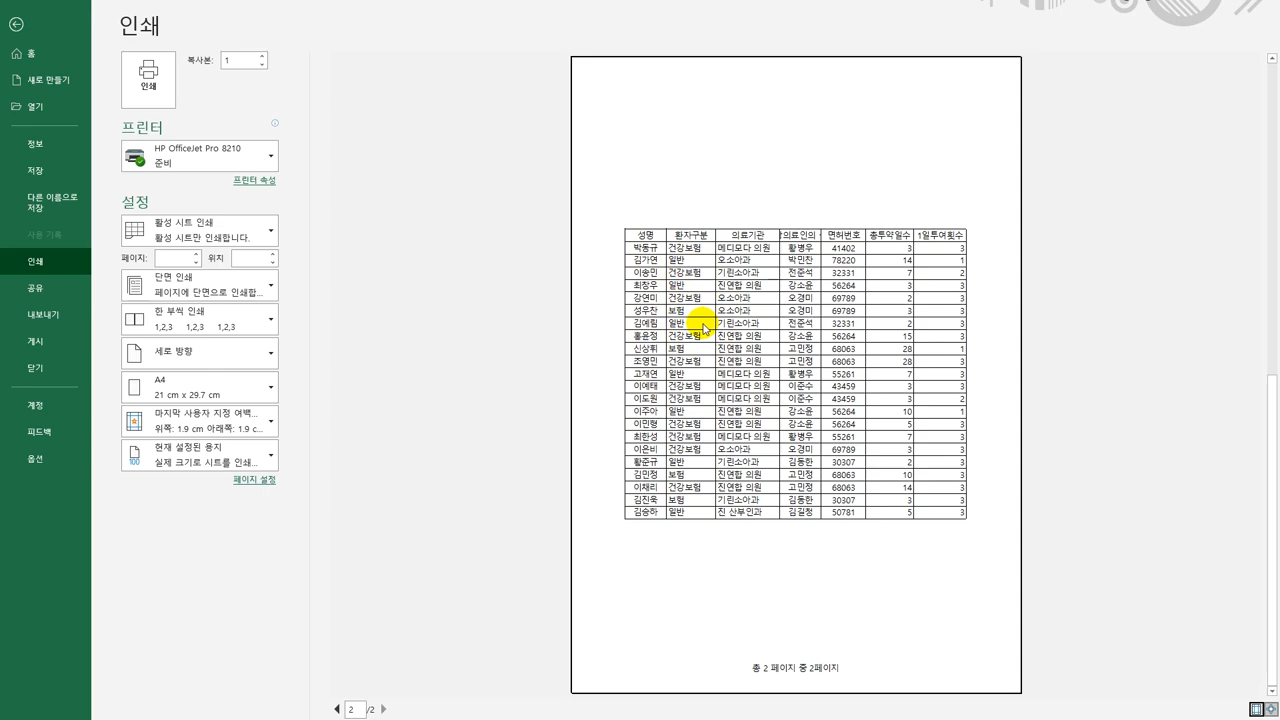 인쇄
홈
새로 만들기
열기
정보
저장
다른 이름으로
저장
사용 기록
인쇄
공유
내보내기
게시
닫기
계정
피드백
옵션
인쇄
복사본: 1
프린터
HP OfficeJet Pro 8210
준비
프린터 속성
설정
활성 시트 인쇄
활성 시트만 인쇄합니다.
페이지: 위치
단면 인쇄
페이지에 단면으로 인쇄합...
한 부씩 인쇄
1,2,3 1,2,3 1,2,3
세로 방향
A4
21 cm x 29.7 cm
마지막 사용자 지정 여백...
위쪽: 1.9 cm 아래쪽: 1.9 c...
현재 설정된 용지
실제 크기로 시트를 인쇄...
100
페이지 설정
성명 환자구분 의료기관 의료인의 면허번호 총투약일수 1일투여횟수
박동규 건강보험 메디모다 의원 황병우 41402 3 3
김가연 일반 오소아과 박민찬 78220 14 1
이송민 건강보험 기린소아과 전준석 32331 7 2
최창우 일반 진연합 의원 강소윤 56264 3 3
강연미 건강보험 오소아과 오경미 69789 2 3
성우찬 보험 오소아과 오경미 69789 3 3
김예림 일반 기린소아과 전준석 32331 2 3
홍윤정 건강보험 진연합 의원 강소윤 56264 15 3
신상휘 보험 진연합 의원 고민정 68063 28 1
조영민 건강보험 진연합 의원 고민정 68063 28 3
고재연 일반 메디모다 의원 황병우 55261 7 3
이예태 건강보험 메디모다 의원 이준수 43459 3 3
이도원 건강보험 메디모다 의원 이준수 43459 3 2
이주아 일반 진연합 의원 강소윤 56264 10 1
이민형 건강보험 진연합 의원 강소윤 56264 5 3
최한성 건강보험 메디모다 의원 황병우 55261 7 3
이은비 건강보험 오소아과 오경미 69789 3 3
황준규 일반 기린소아과 김동한 30307 2 3
김민정 보험 진연합 의원 고민정 68063 10 3
이채리 건강보험 진연합 의원 고민정 68063 14 3
김진욱 보험 기린소아과 김동한 30307 3 3
김승하 일반 진 산부인과 김길정 50781 5 3
총 2 페이지 중 2페이지
2 /2